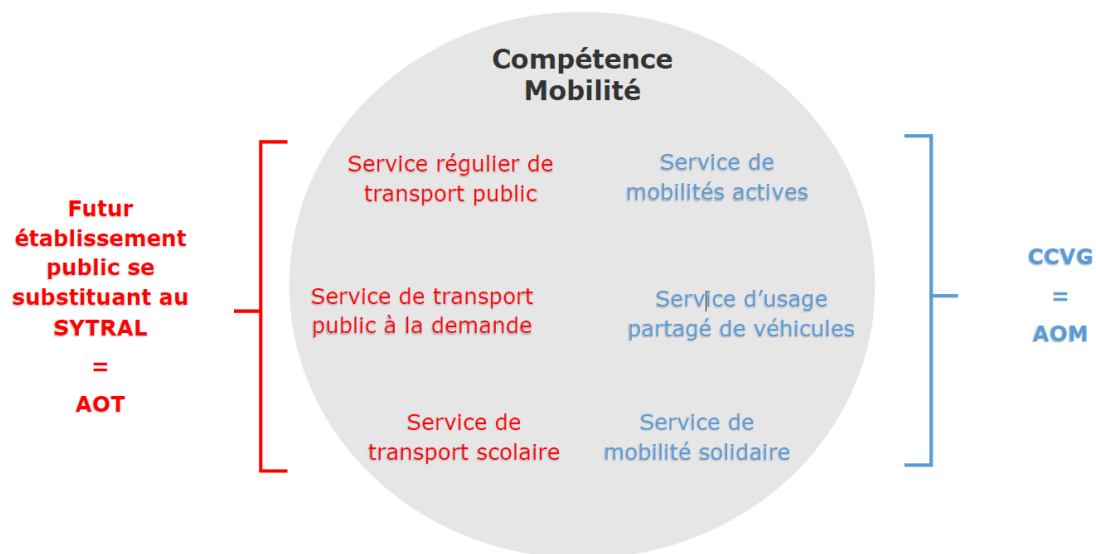 Compétence
Mobilité
Futur
établissement
public se
substituant au
SYTRAL
=
AOT
Service régulier de
transport public
Service de transport
public à la demande
Service de
transport scolaire
Service de
mobilités actives
Service d’usage
partagé de véhicules
Service de
mobilité solidaire
CCVG
=
AOM